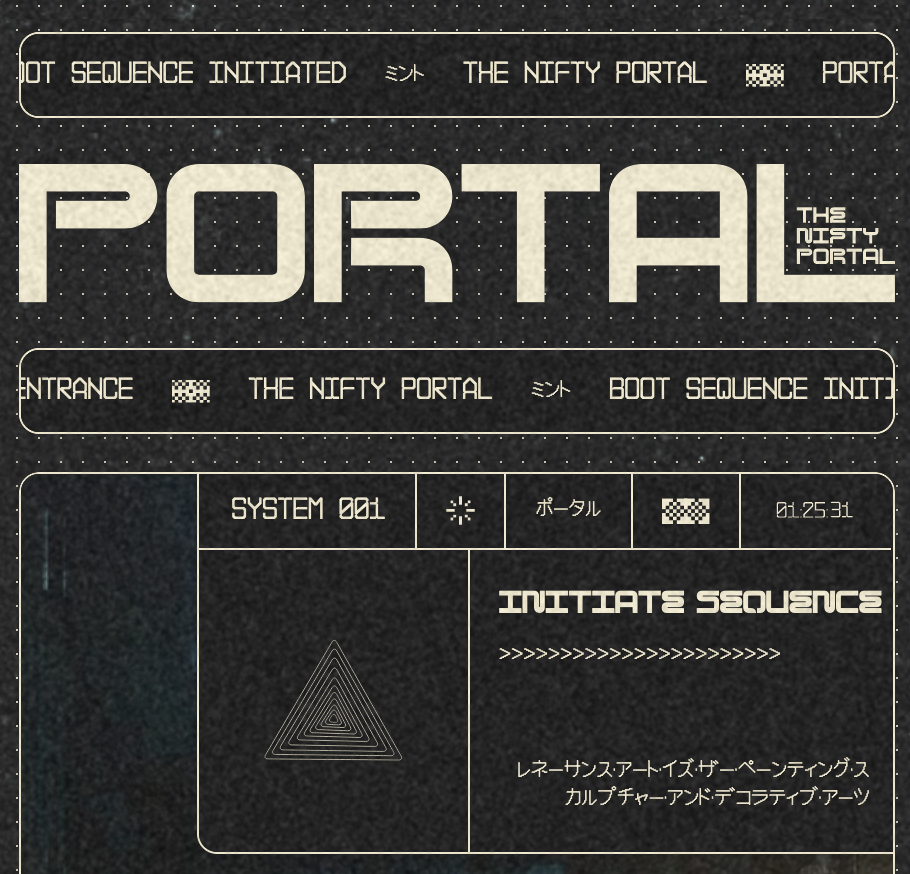 OOT SEQUENCE INITIATED ミント THE NIFTY PORTAL PORTA
PORTAL
THE
NIFTY
PORTAL
ENTRANCE THE NIFTY PORTAL ミント BOOT SEQUENCE INITI
SYSTEM 001 ポータル 01:25:31
INITIATE SEQUENCE
>>>>>>>>>>>>>>>>>>>>>>>
レネーサンス·アート·イズ·ザー·ペーンティング·ス
カルプチャー·アンド·デコラティブ·アーツ